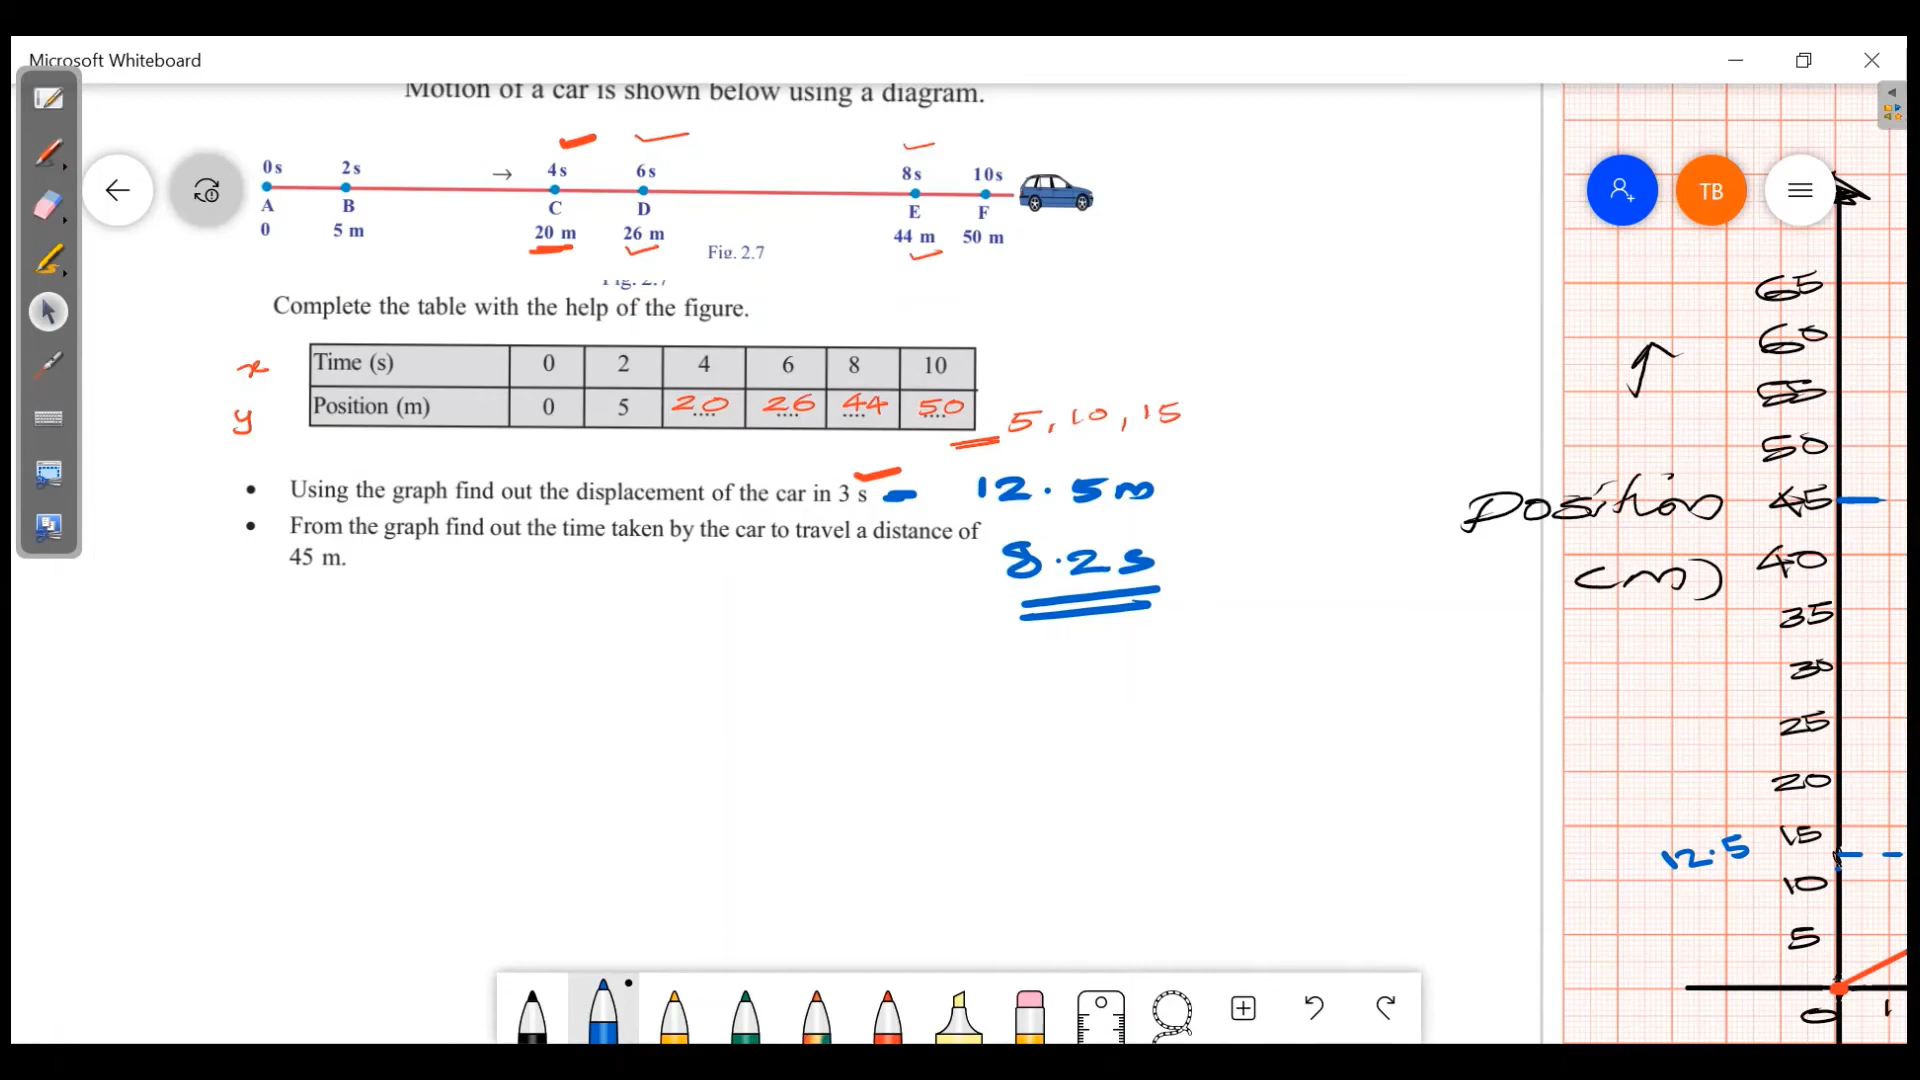 Microsoft Whiteboard
Motion of a car is shown below using a diagram.
0s 2s → 4s 6s 8s 10s
A B C D E F
0 5 m 20 m 26 m 44 m 50 m
Fig. 2.7
Fig. 2.7
Complete the table with the help of the figure.
x Time (s) 0 2 4 6 8 10
y Position (m) 0 5 20 26 44 50
5, 10, 15
• Using the graph find out the displacement of the car in 3 s - 12.5m
• From the graph find out the time taken by the car to travel a distance of
45 m.
8.2s
TB
65
60
55
50
Position 45
(m) 40
35
30
25
20
15
12.5
10
5
0 1